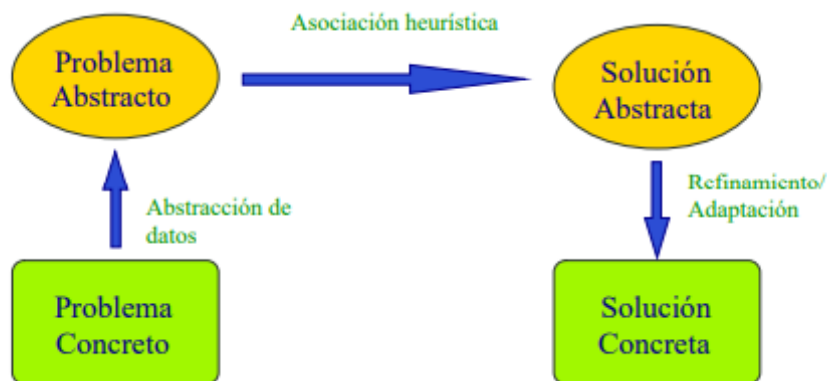 Asociación heurística
Problema
Abstracto
Solución
Abstracta
Abstracción de
datos
Refinamiento/
Adaptación
Problema
Concreto
Solución
Concreta